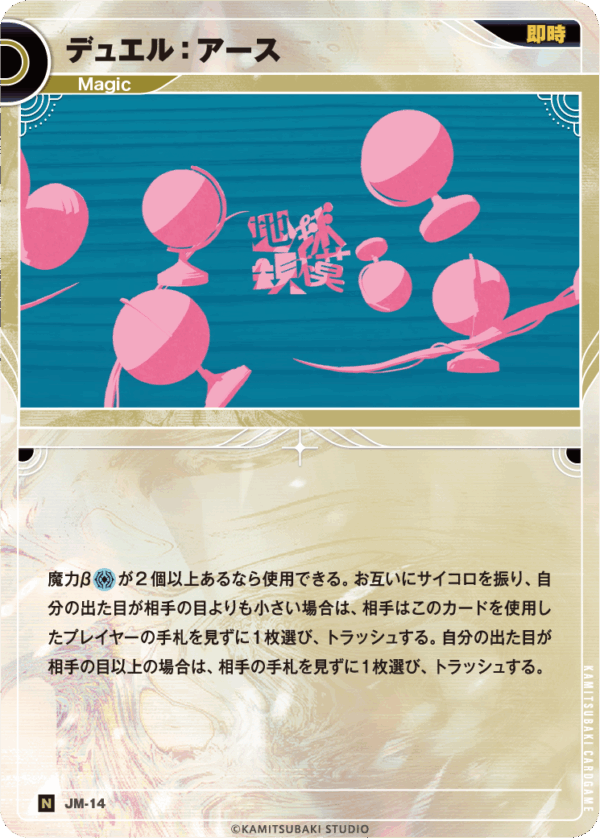 デュエル：アース
即時
Magic
地球
規模
魔力βが２個以上あるなら使用できる。お互いにサイコロを振り、自
分の出た目が相手の目よりも小さい場合は、相手はこのカードを使用し
たプレイヤーの手札を見ずに１枚選び、トラッシュする。自分の出た目が
相手の目以上の場合は、相手の手札を見ずに１枚選び、トラッシュする。
KAMITSUBAKI CARDGAME
N JM-14
©KAMITSUBAKI STUDIO